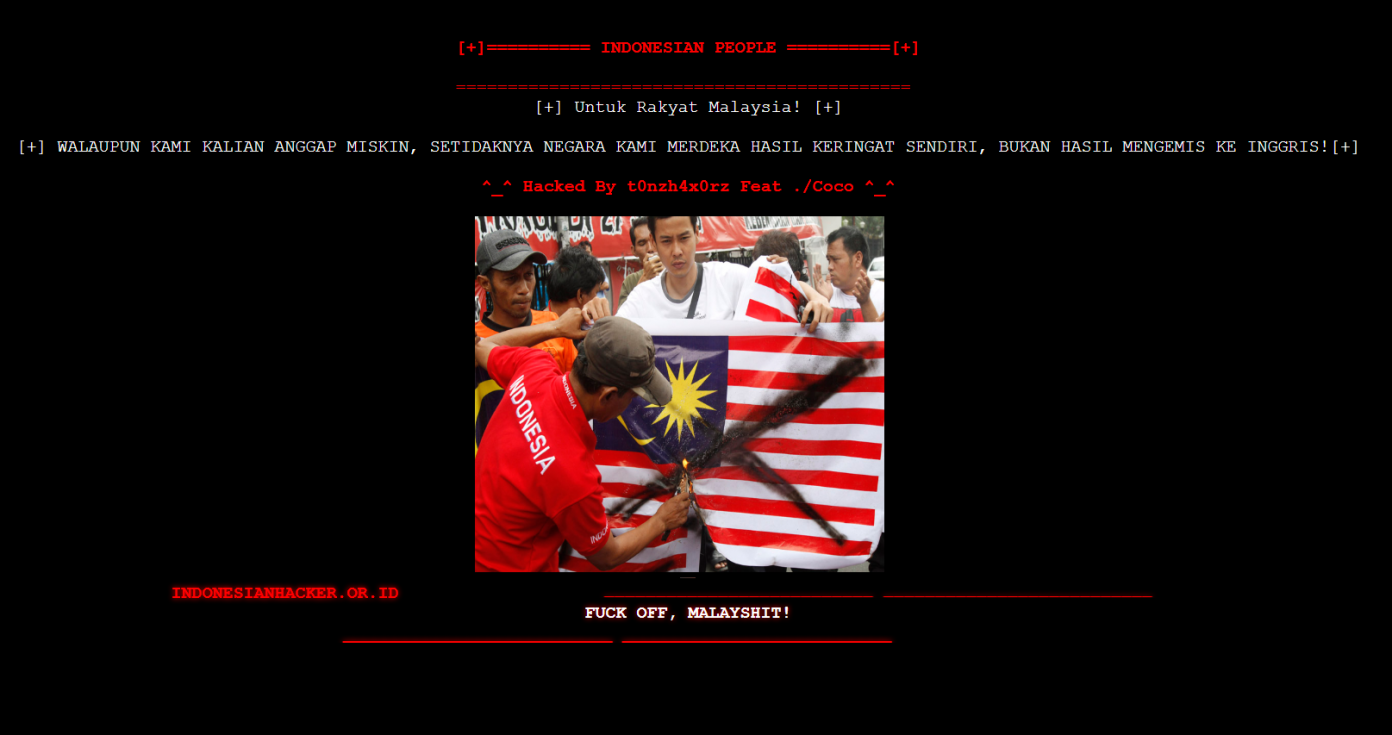 [+]========== INDONESIAN PEOPLE ==========[+]
============================================
[+] Untuk Rakyat Malaysia! [+]
[+] WALAUPUN KAMI KALIAN ANGGAP MISKIN, SETIDAKNYA NEGARA KAMI MERDEKA HASIL KERINGAT SENDIRI, BUKAN HASIL MENGEMIS KE INGGRIS![+]
^_^ Hacked By t0nzh4x0rz Feat ./Coco ^_^
INDONESIA
INDONESIA
INDONESIANHACKER.OR.ID
FUCK OFF, MALAYSHIT!